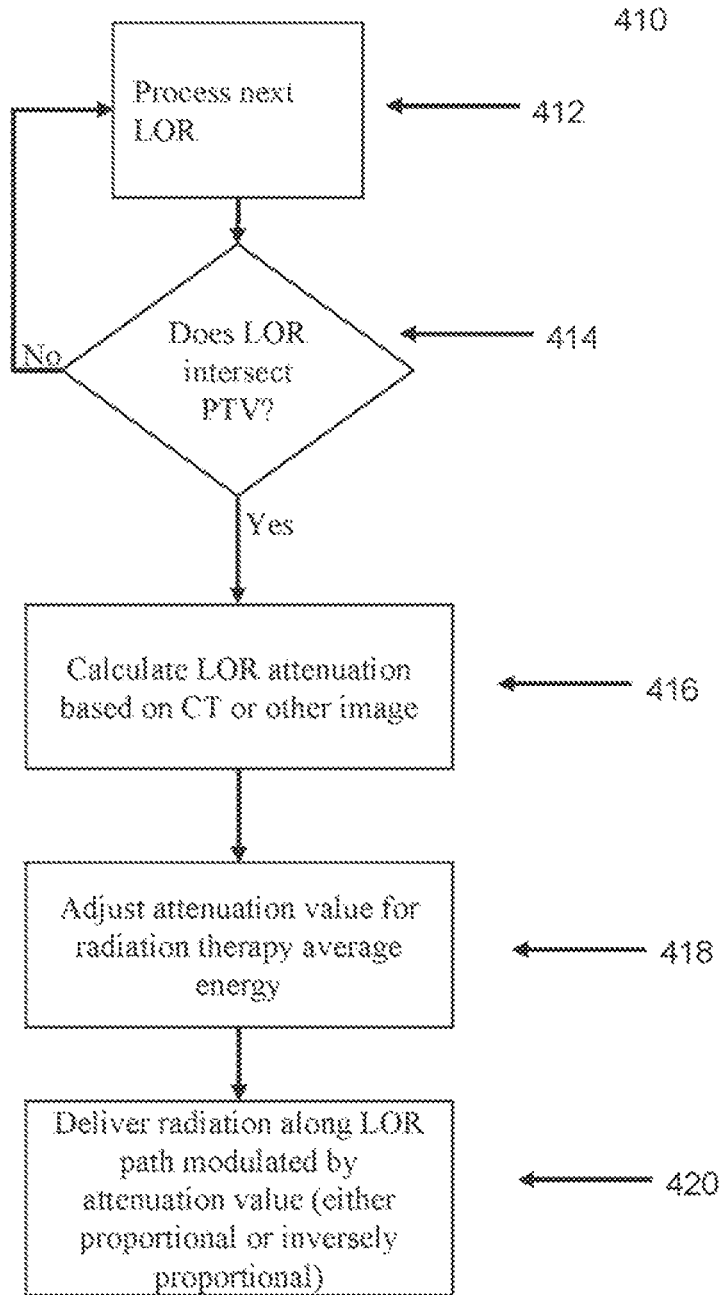 410
Process next
LOR
412
Does LOR
intersect
PTV?
414
No
Yes
Calculate LOR attenuation
based on CT or other image
416
Adjust attenuation value for
radiation therapy average
energy
418
Deliver radiation along LOR
path modulated by
attenuation value (either
proportional or inversely
proportional)
420